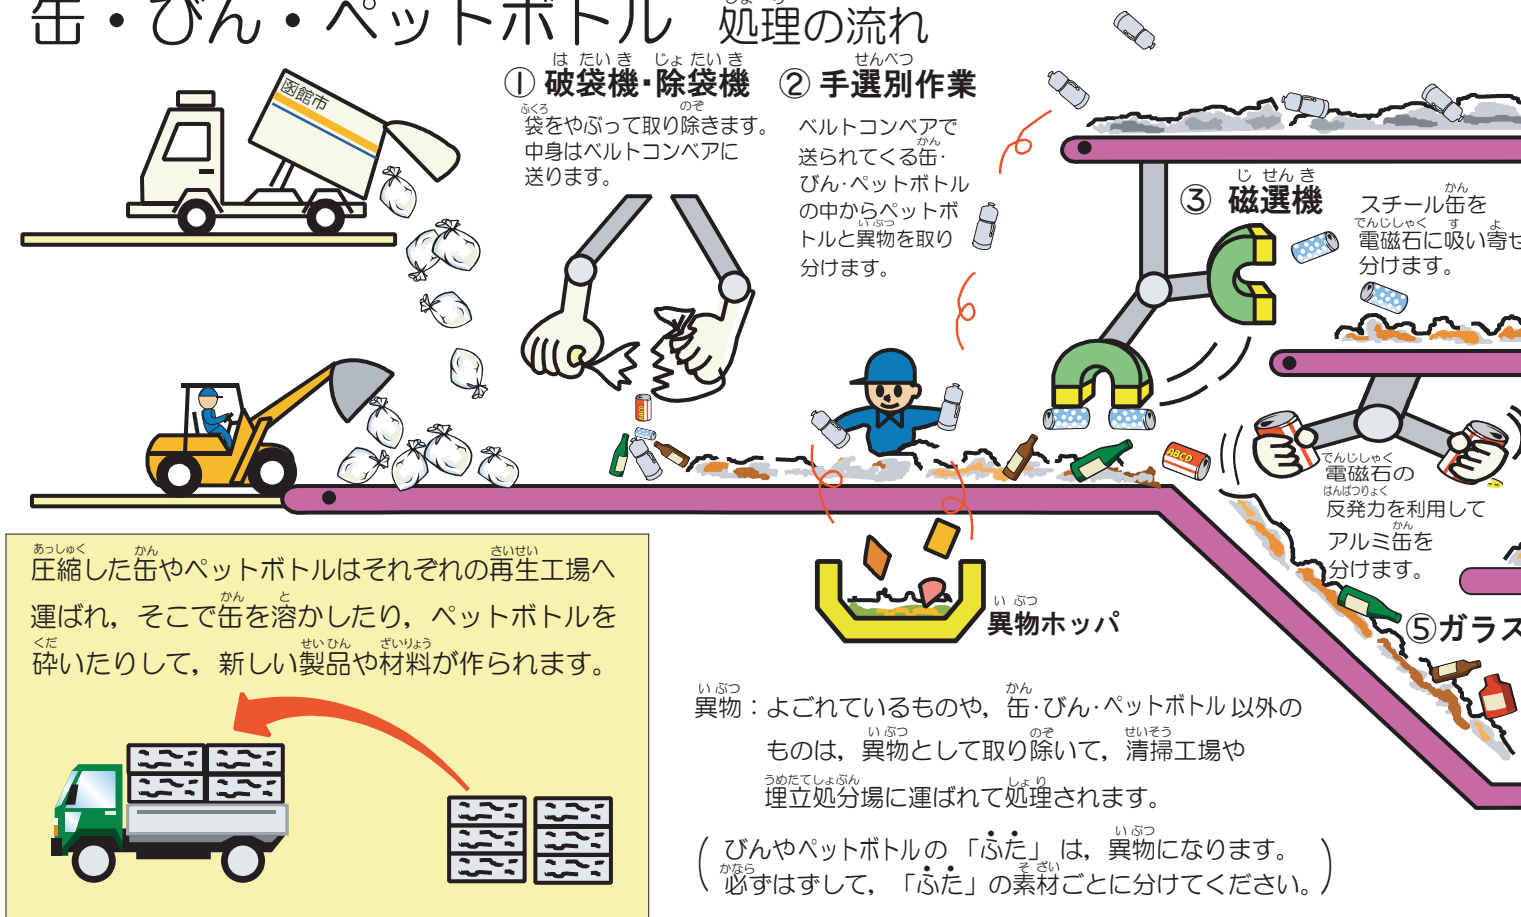 缶・びん・ペットボトル 処理の流れ
函館市
① 破袋機・除袋機
袋をやぶって取り除きます。
中身はベルトコンベアに
送ります。
② 手選別作業
ベルトコンベアで
送られてくる缶・
びん・ペットボトル
の中からペットボ
トルと異物を取り
分けます。
③ 磁選機
スチール缶を
電磁石に吸い寄せ
分けます。
電磁石の
反発力を利用して
アルミ缶を
分けます。
⑤ガラス
ABCD
ABCD
異物ホッパ
圧縮した缶やペットボトルはそれぞれの再生工場へ
運ばれ，そこで缶を溶かしたり，ペットボトルを
砕いたりして，新しい製品や材料が作られます。
異物：よごれているものや，缶・びん・ペットボトル以外の
ものは，異物として取り除いて，清掃工場や
埋立処分場に運ばれて処理されます。
（びんやペットボトルの「ふた」は，異物になります。
必ずはずして，「ふた」の素材ごとに分けてください。）